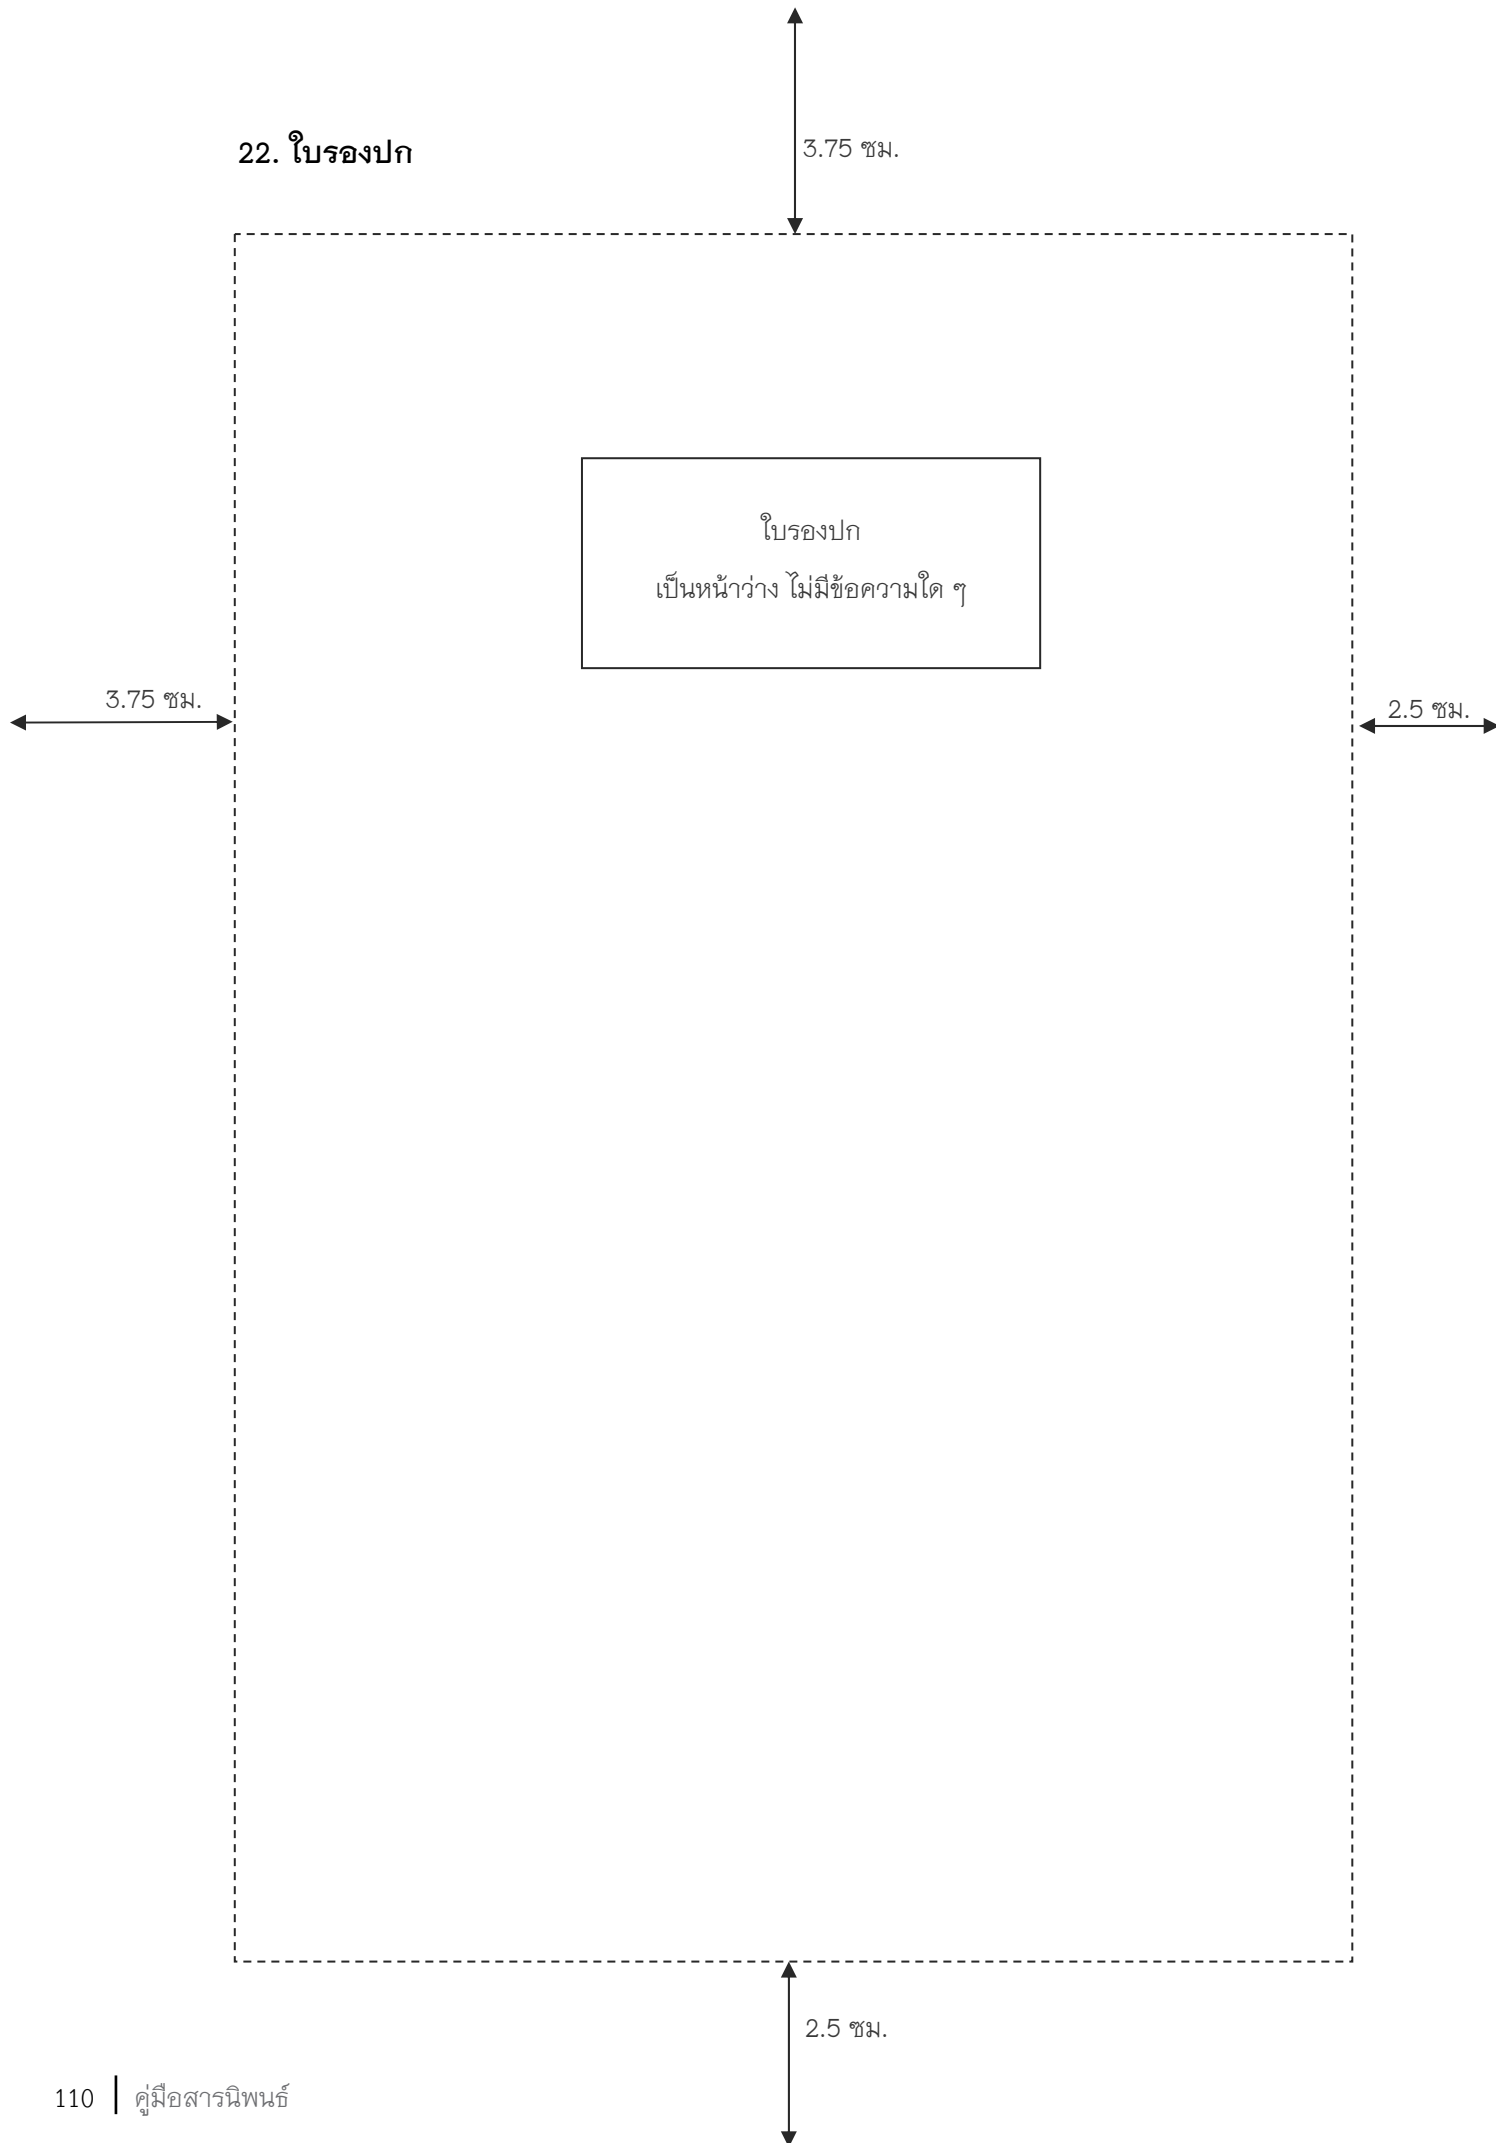 3.75 ซม.
22. ใบรองปก
ใบรองปก
เป็นหน้าว่าง ไม่มีข้อความใด ๆ
3.75 ซม.
2.5 ซม.
2.5 ซม.
110 คู่มือสารนิพนธ์